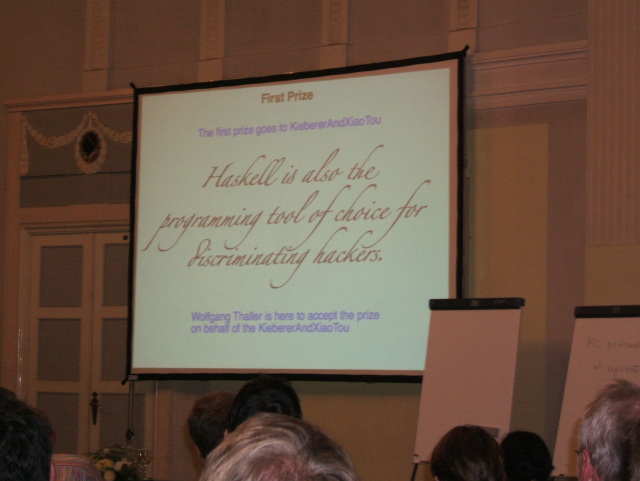 First Prize
The first prize goes to KiebererAndXiaoTou
Haskell is also the
programming tool of choice for
discriminating hackers.
Wolfgang Thaller is here to accept the prize
on behalf of the KiebererAndXiaoTou